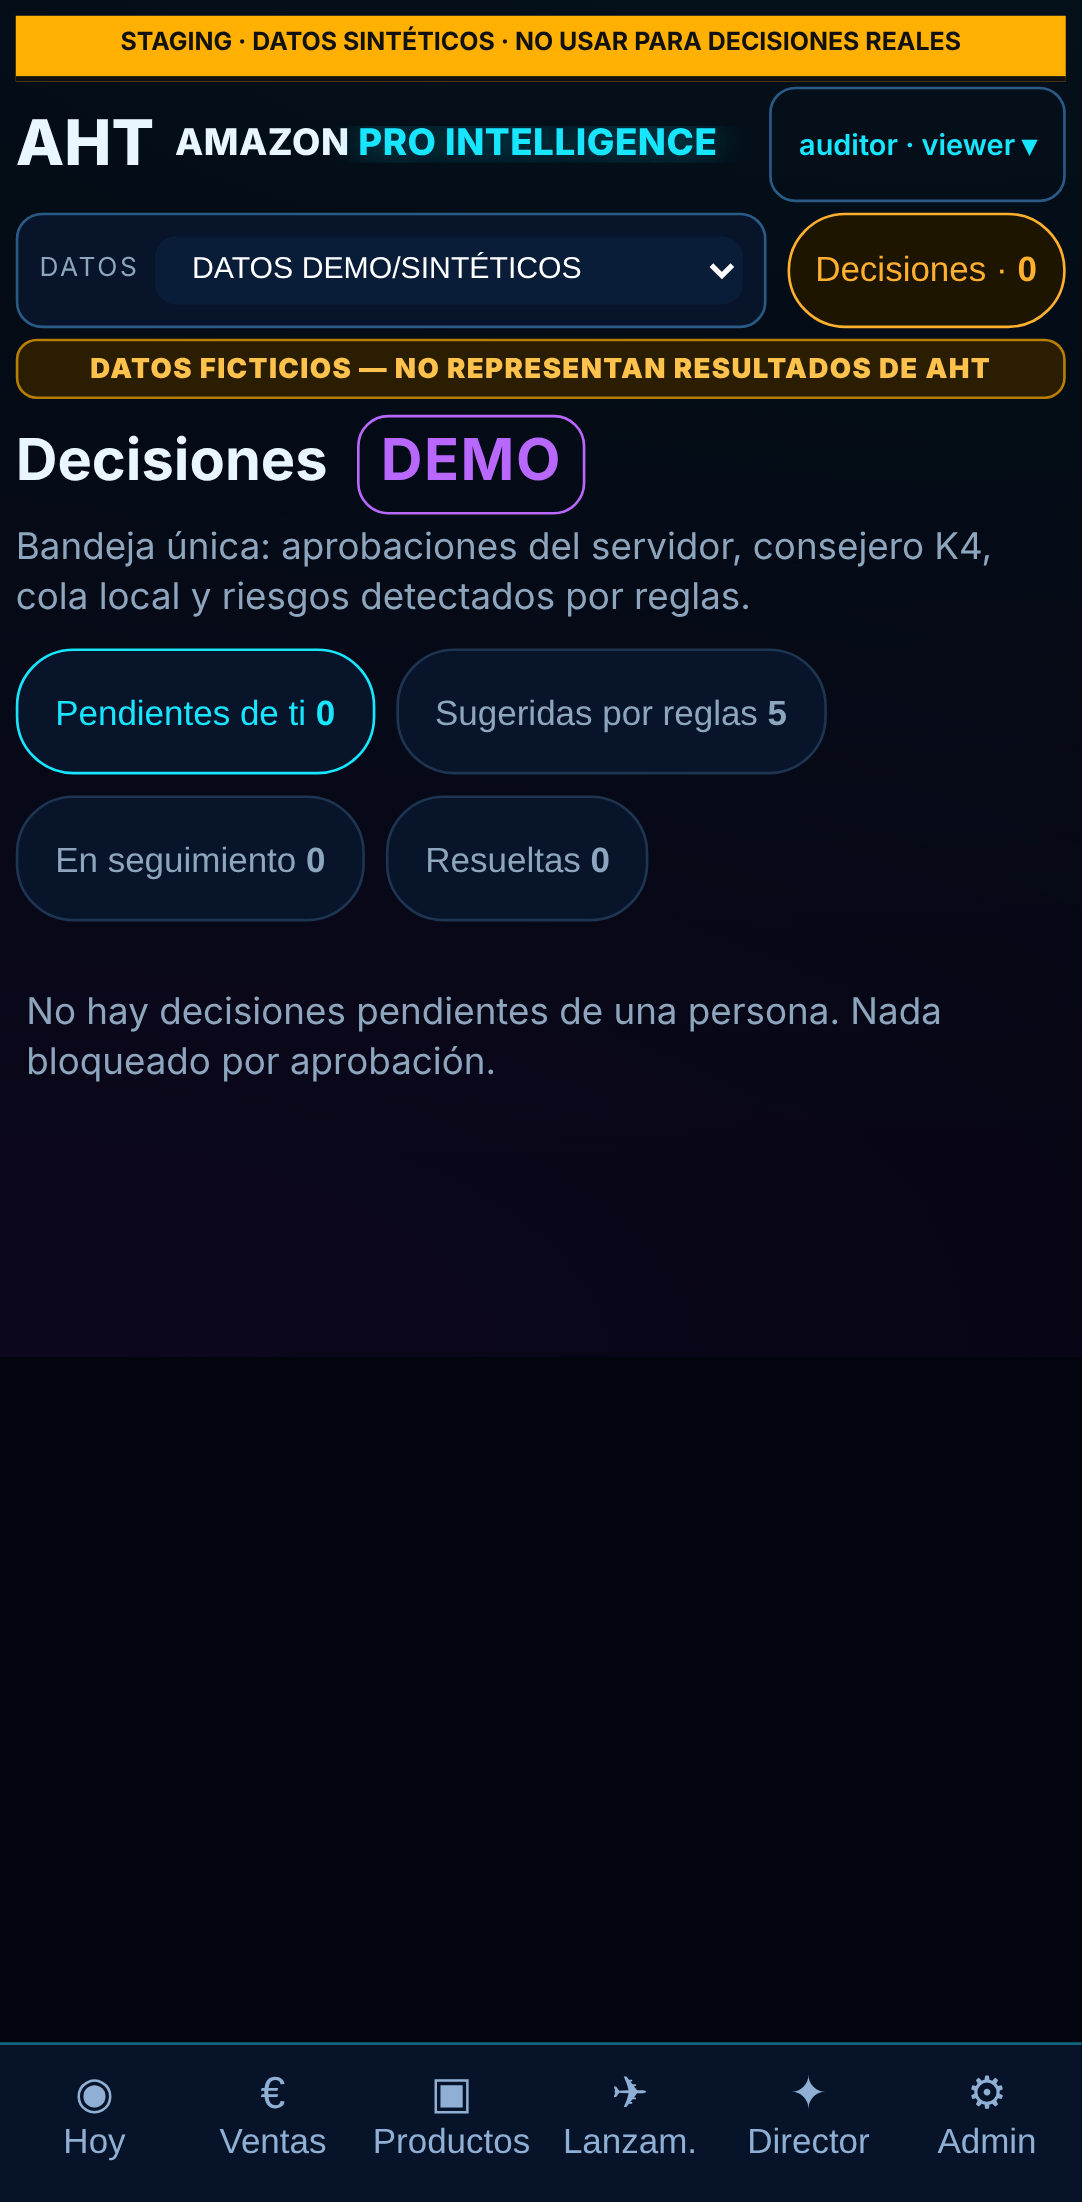 STAGING · DATOS SINTÉTICOS · NO USAR PARA DECISIONES REALES
AHT AMAZON PRO INTELLIGENCE
auditor · viewer ▾
DATOS DATOS DEMO/SINTÉTICOS
Decisiones · 0
DATOS FICTICIOS — NO REPRESENTAN RESULTADOS DE AHT
Decisiones DEMO
Bandeja única: aprobaciones del servidor, consejero K4,
cola local y riesgos detectados por reglas.
Pendientes de ti 0
Sugeridas por reglas 5
En seguimiento 0
Resueltas 0
No hay decisiones pendientes de una persona. Nada
bloqueado por aprobación.
€
Hoy
Ventas
Productos
Lanzam.
Director
Admin